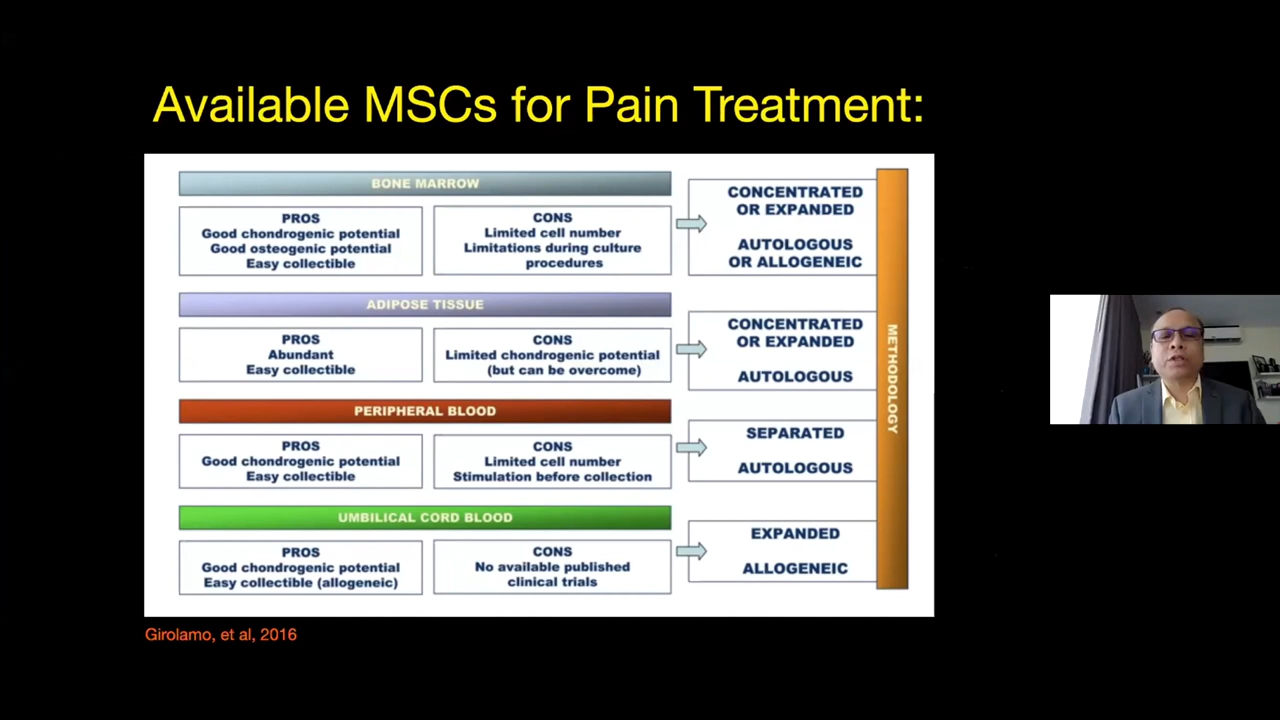 Available MSCs for Pain Treatment:
BONE MARROW
PROS
Good chondrogenic potential
Good osteogenic potential
Easy collectible
CONS
Limited cell number
Limitations during culture
procedures
CONCENTRATED
OR EXPANDED
AUTOLOGOUS
OR ALLOGENEIC
ADIPOSE TISSUE
PROS
Abundant
Easy collectible
CONS
Limited chondrogenic potential
(but can be overcome)
CONCENTRATED
OR EXPANDED
AUTOLOGOUS
PERIPHERAL BLOOD
PROS
Good chondrogenic potential
Easy collectible
CONS
Limited cell number
Stimulation before collection
SEPARATED
AUTOLOGOUS
UMBILICAL CORD BLOOD
PROS
Good chondrogenic potential
Easy collectible (allogeneic)
CONS
No available published
clinical trials
EXPANDED
ALLOGENEIC
METHODOLOGY
Girolamo, et al, 2016